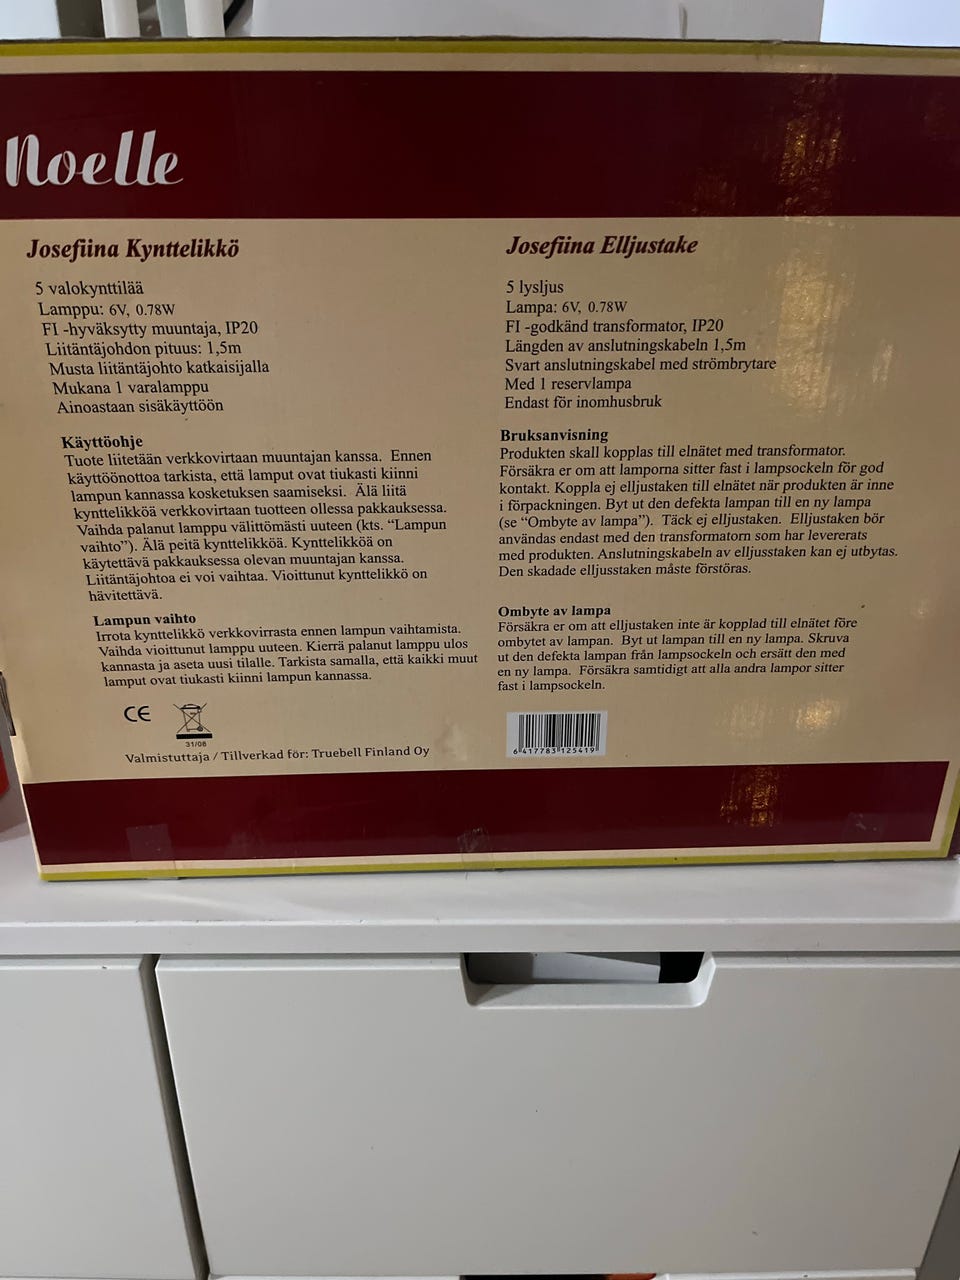 Noelle
Josefiina Kynttelikkö
5 valokynttilää
Lamppu: 6V, 0.78W
FI -hyväksytty muuntaja, IP20
Liitäntäjohdon pituus: 1,5m
Musta liitäntäjohto katkaisijalla
Mukana 1 varalamppu
Ainoastaan sisäkäyttöön
Käyttöohje
Tuote liitetään verkkovirtaan muuntajan kanssa. Ennen
käyttöönottoa tarkista, että lamput ovat tiukasti kiinni
lampun kannassa kosketuksen saamiseksi. Älä liitä
kynttelikköä verkkovirtaan tuotteen ollessa pakkauksessa.
Vaihda palanut lamppu välittömästi uuteen (kts. “Lampun
vaihto”). Älä peitä kynttelikköä. Kynttelikköä on
käytettävä pakkauksessa olevan muuntajan kanssa.
Liitäntäjohtoa ei voi vaihtaa. Vioittunut kynttelikkö on
hävitettävä.
Lampun vaihto
Irrota kynttelikkö verkkovirrasta ennen lampun vaihtamista.
Vaihda vioittunut lamppu uuteen. Kierrä palanut lamppu ulos
kannasta ja aseta uusi tilalle. Tarkista samalla, että kaikki muut
lamput ovat tiukasti kiinni lampun kannassa.
CE
31/08
Valmistuttaja / Tillverkad för: Truebell Finland Oy
Josefiina Elljustake
5 lysljus
Lampa: 6V, 0.78W
FI -godkänd transformator, IP20
Längden av anslutningskabeln 1,5m
Svart anslutningskabel med strömbrytare
Med 1 reservlampa
Endast för inomhusbruk
Bruksanvisning
Produkten skall kopplas till elnätet med transformator.
Försäkra er om att lamporna sitter fast i lampsockeln för god
kontakt. Koppla ej elljustaken till elnätet när produkten är inne
i förpackningen. Byt ut den defekta lampan till en ny lampa
(se “Ombyte av lampa”). Täck ej elljustaken. Elljustaken bör
användas endast med den transformatorn som har levererats
med produkten. Anslutningskabeln av elljusstaken kan ej utbytas.
Den skadade elljusstaken måste förstöras.
Ombyte av lampa
Försäkra er om att elljustaken inte är kopplad till elnätet före
ombytet av lampan. Byt ut lampan till en ny lampa. Skruva
ut den defekta lampan från lampsockeln och ersätt den med
en ny lampa. Försäkra samtidigt att alla andra lampor sitter
fast i lampsockeln.
6 417783 125419